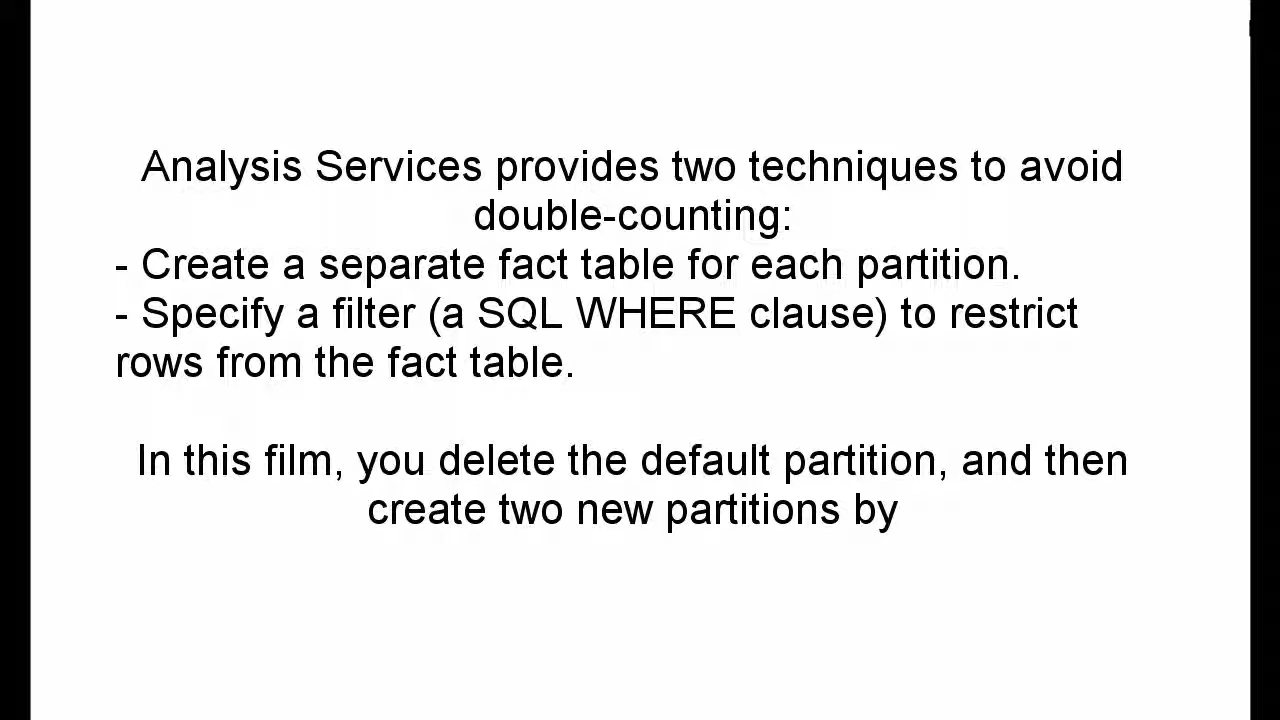 Analysis Services provides two techniques to avoid
double-counting:
- Create a separate fact table for each partition.
- Specify a filter (a SQL WHERE clause) to restrict
rows from the fact table.
In this film, you delete the default partition, and then
create two new partitions by